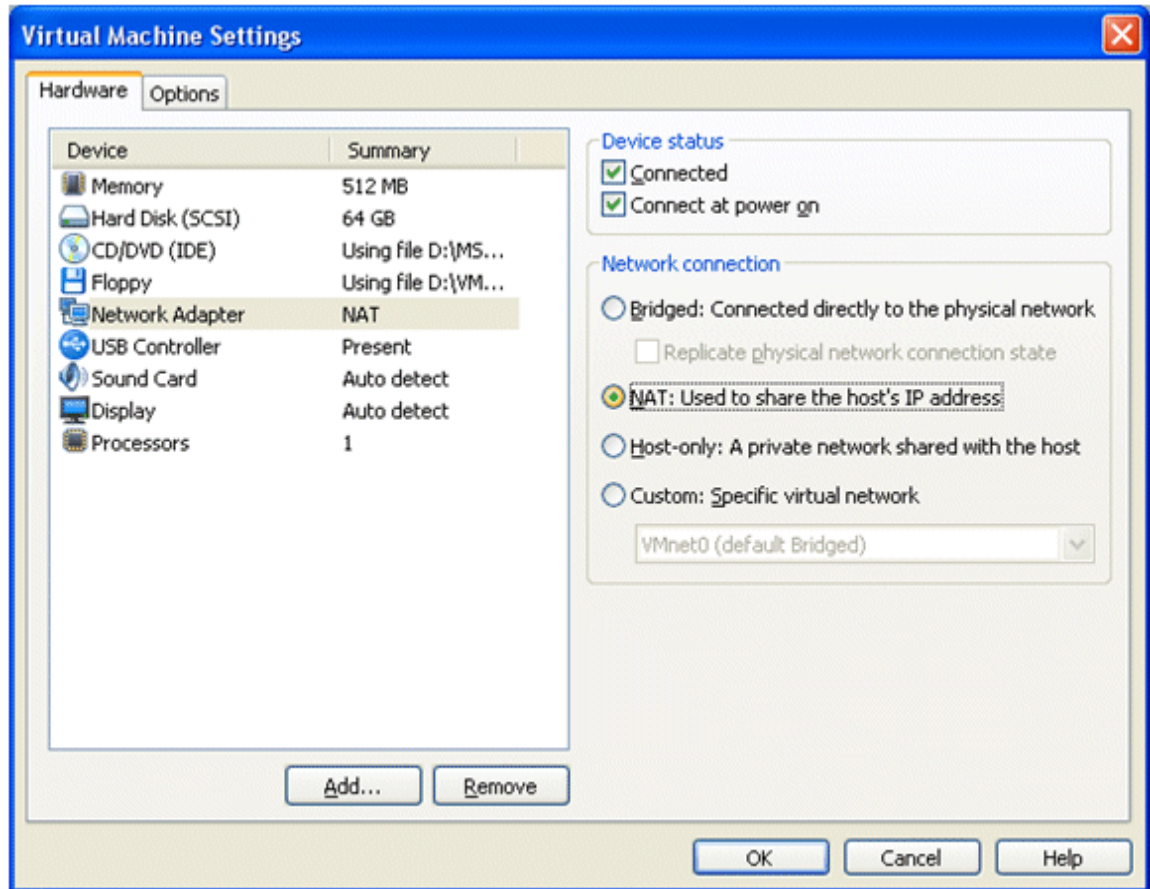 Virtual Machine Settings
Hardware Options
Device Summary
Memory 512 MB
Hard Disk (SCSI) 64 GB
CD/DVD (IDE) Using file D:\MS...
Floppy Using file D:\VM...
Network Adapter NAT
USB Controller Present
Sound Card Auto detect
Display Auto detect
Processors 1
Add... Remove
Device status
Connected
Connect at power on
Network connection
Bridged: Connected directly to the physical network
Replicate physical network connection state
NAT: Used to share the host's IP address
Host-only: A private network shared with the host
Custom: Specific virtual network
VMnet0 (default Bridged)
OK Cancel Help